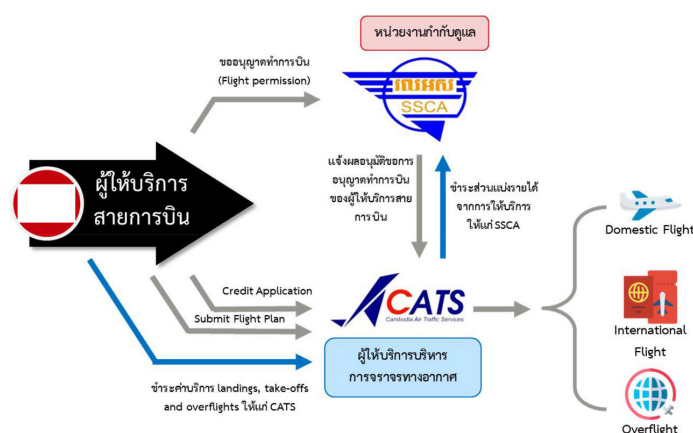 หน่วยงานกำกับดูแล
ขออนุญาตทำการบิน
(Flight permission)
រលអស
SSCA
ผู้ให้บริการ
สายการบิน
แจ้งผลอนุมัติขอการ
อนุญาตทำการบิน
ของผู้ให้บริการสาย
การบิน
ชำระส่วนแบ่งรายได้
จากการให้บริการ
ให้แก่ SSCA
Domestic Flight
Credit Application
Submit Flight Plan
CATS
Cambodia Air Traffic Services
International
Flight
ผู้ให้บริการบริหาร
การจราจรทางอากาศ
ชำระค่าบริการ landings, take-offs
and overflights ให้แก่ CATS
Overflight